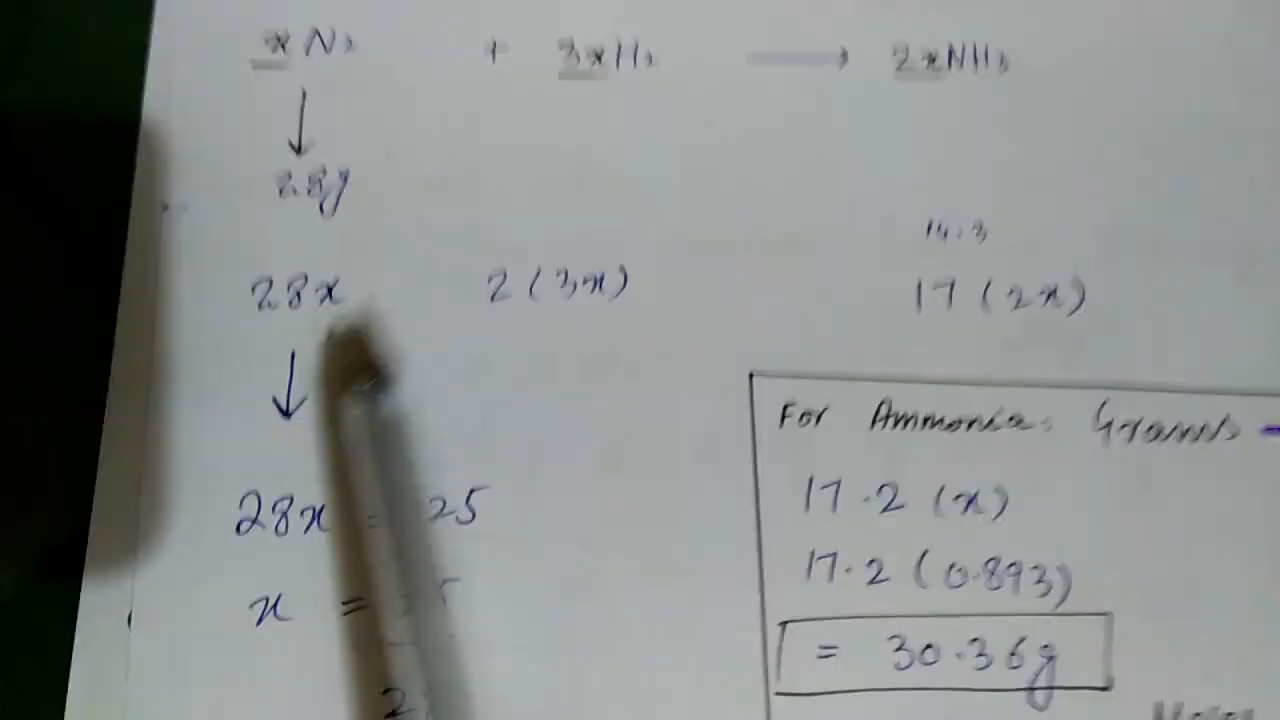 xN₂ + 3xH₂ → 2xNH₃
↓
28g
14.3
28x 2(3x) 17(2x)
↓
For Ammonia. Grams -
28x = 25
17.2 (x)
17.2 (0.893)
x =
= 30.36g
2